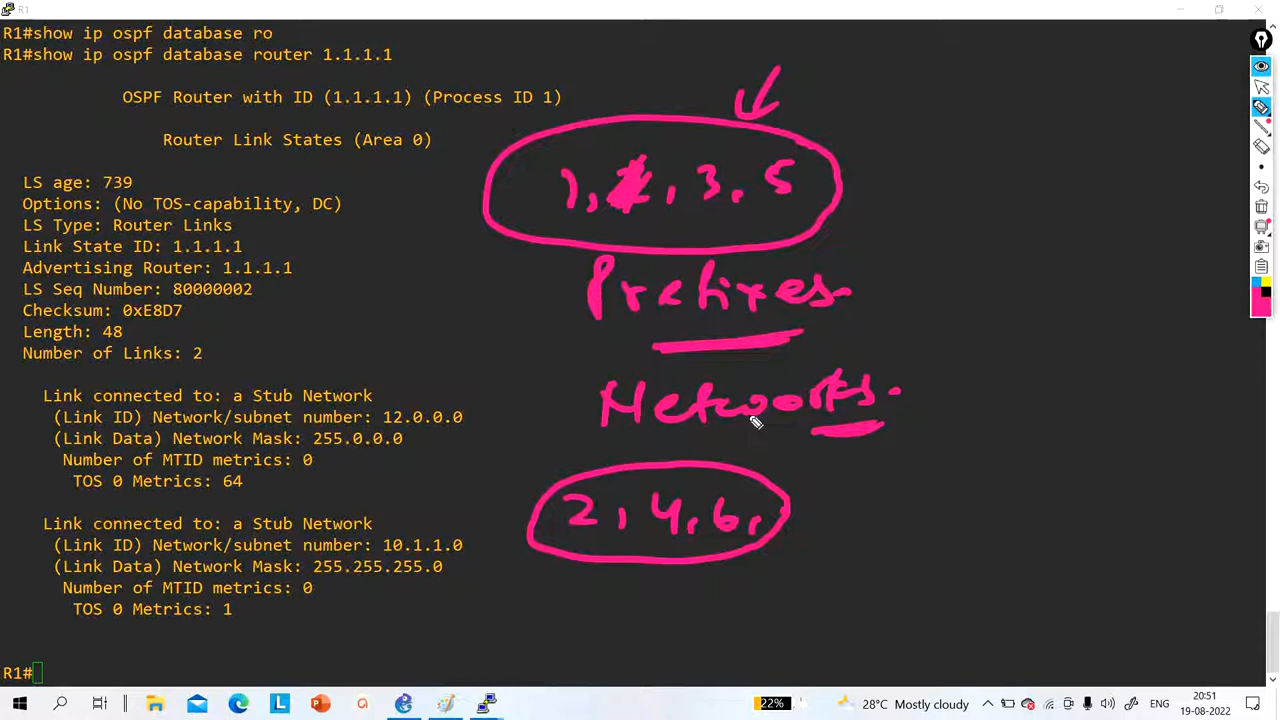 R1
R1#show ip ospf database ro
R1#show ip ospf database router 1.1.1.1
OSPF Router with ID (1.1.1.1) (Process ID 1)
Router Link States (Area 0)
LS age: 739
Options: (No TOS-capability, DC)
LS Type: Router Links
Link State ID: 1.1.1.1
Advertising Router: 1.1.1.1
LS Seq Number: 80000002
Checksum: 0xE8D7
Length: 48
Number of Links: 2
Link connected to: a Stub Network
(Link ID) Network/subnet number: 12.0.0.0
(Link Data) Network Mask: 255.0.0.0
Number of MTID metrics: 0
TOS 0 Metrics: 64
Link connected to: a Stub Network
(Link ID) Network/subnet number: 10.1.1.0
(Link Data) Network Mask: 255.255.255.0
Number of MTID metrics: 0
TOS 0 Metrics: 1
R1#
1, , 3, 5
Prefixes.
Networks.
2, 4, 6,
22%
28°C Mostly cloudy
ENG
20:51
19-08-2022